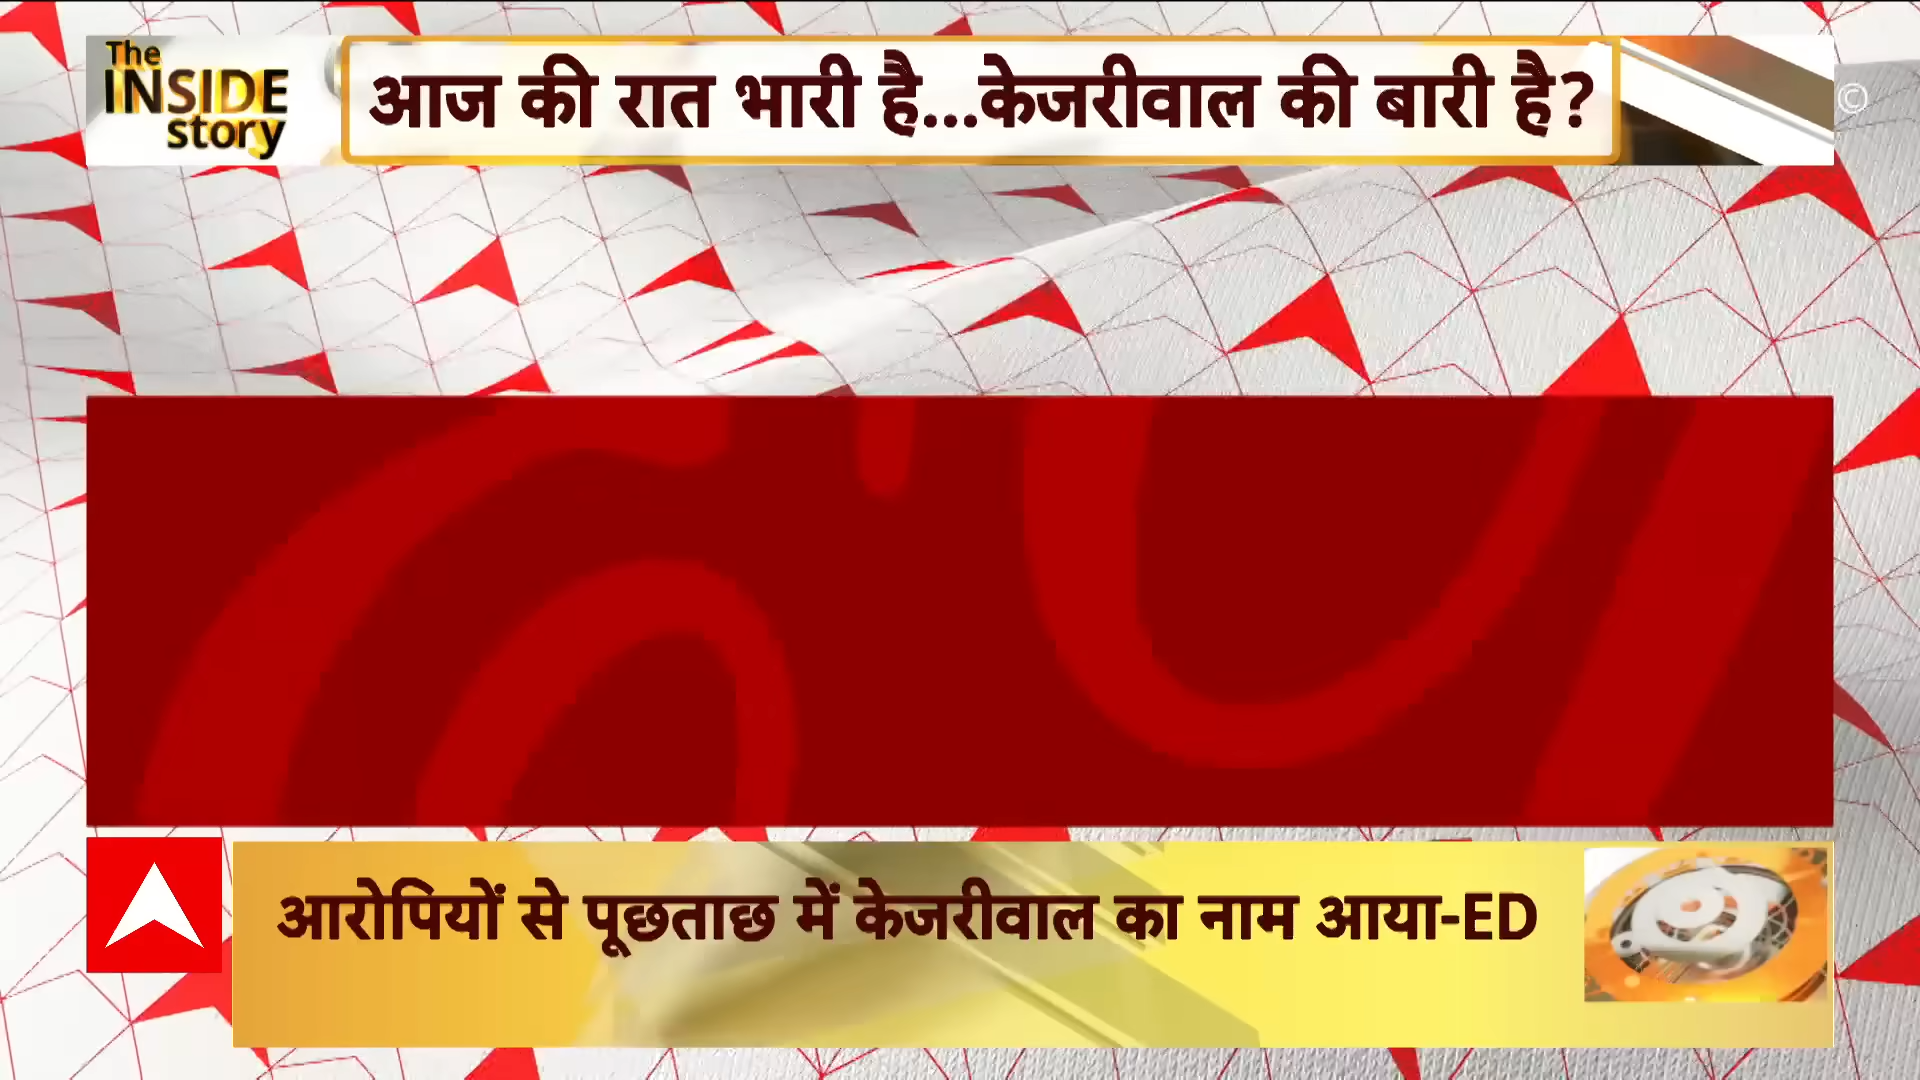 The
INSIDE
story
आज की रात भारी है...केजरीवाल की बारी है?
©
आरोपियों से पूछताछ में केजरीवाल का नाम आया-ED